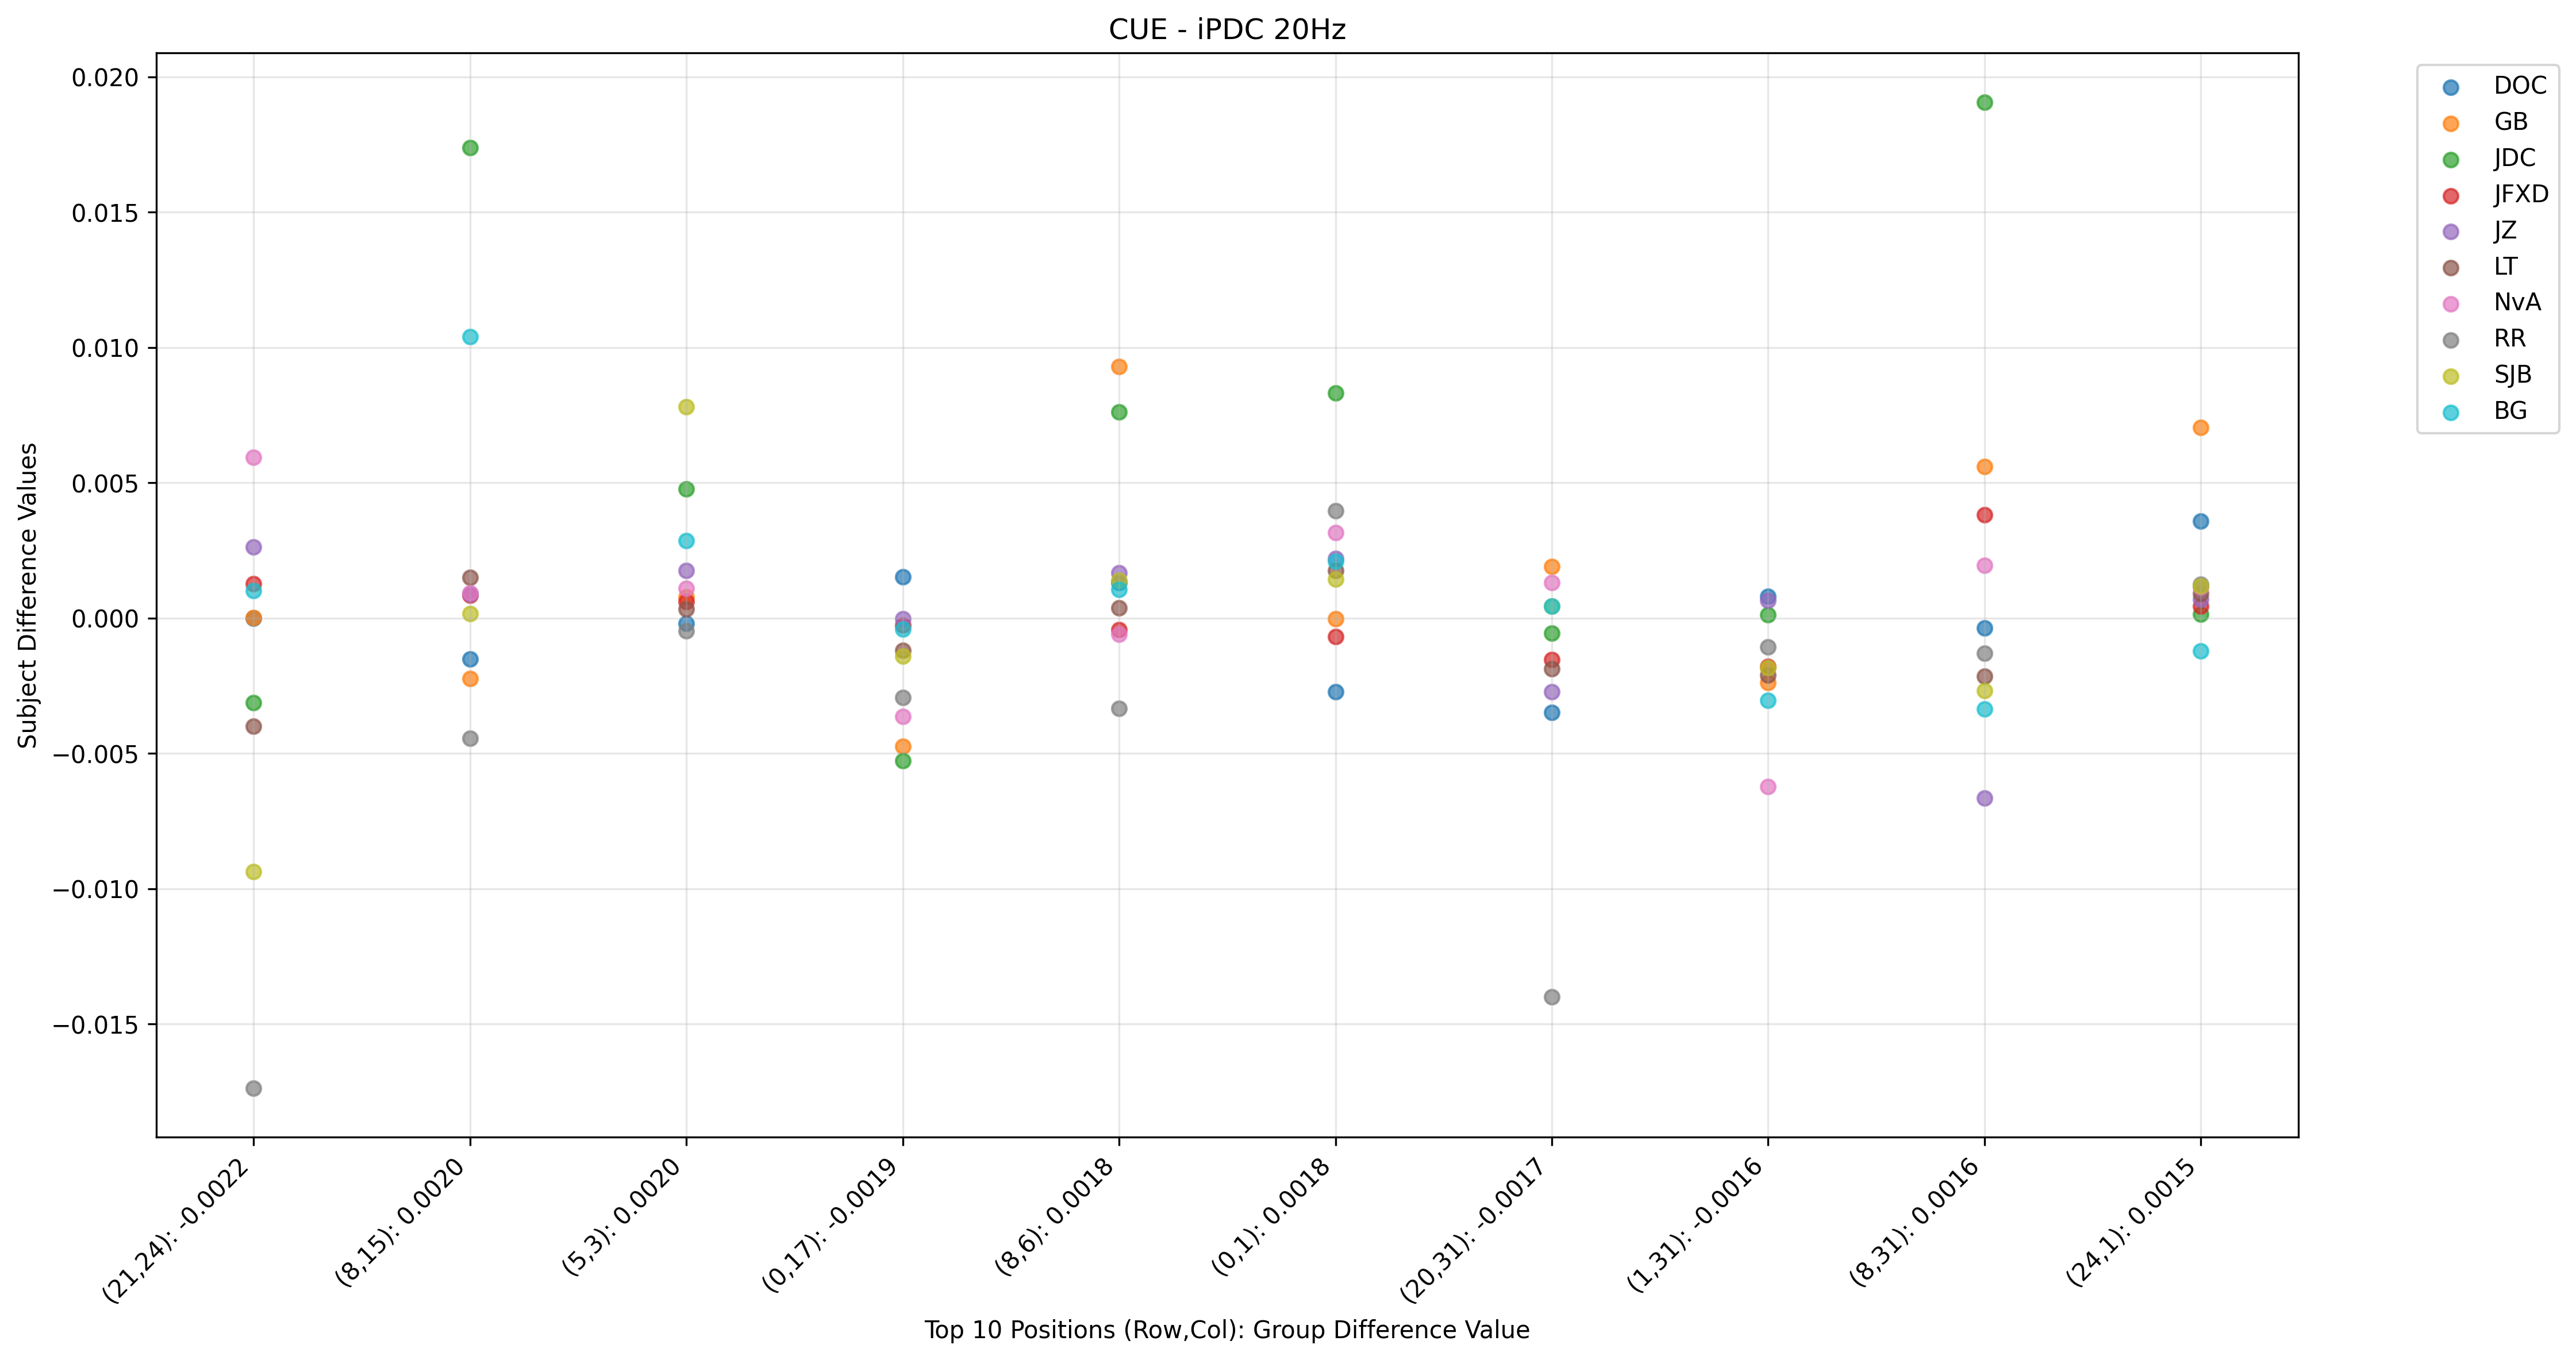 CUE - iPDC 20Hz
Subject Difference Values
0.020
0.015
0.010
0.005
0.000
−0.005
−0.010
−0.015
(21,24): -0.0022
(8,15): 0.0020
(5,3): 0.0020
(0,17): -0.0019
(8,6): 0.0018
(0,1): 0.0018
(20,31): -0.0017
(1,31): -0.0016
(8,31): 0.0016
(24,1): 0.0015
Top 10 Positions (Row,Col): Group Difference Value
DOC
GB
JDC
JFXD
JZ
LT
NvA
RR
SJB
BG